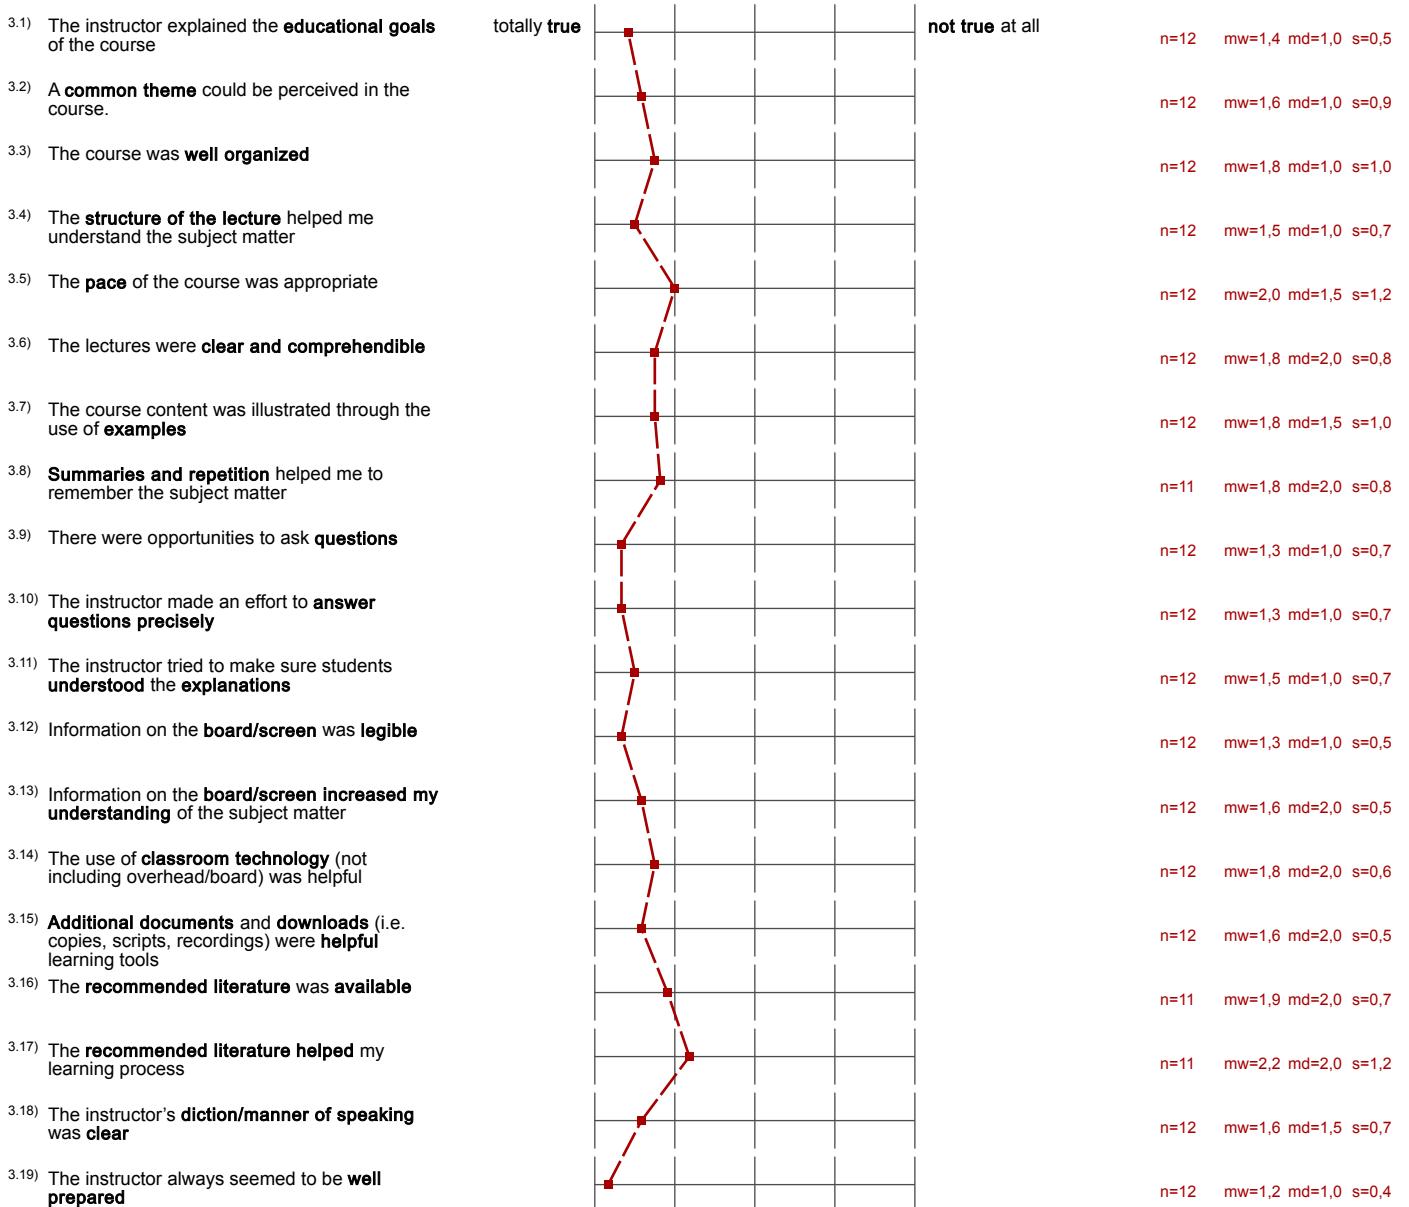 3.1) The instructor explained the educational goals totally true not true at all
of the course
n=12 mw=1,4 md=1,0 s=0,5
3.2) A common theme could be perceived in the
course.
n=12 mw=1,6 md=1,0 s=0,9
3.3) The course was well organized
n=12 mw=1,8 md=1,0 s=1,0
3.4) The structure of the lecture helped me
understand the subject matter
n=12 mw=1,5 md=1,0 s=0,7
3.5) The pace of the course was appropriate
n=12 mw=2,0 md=1,5 s=1,2
3.6) The lectures were clear and comprehendible
n=12 mw=1,8 md=2,0 s=0,8
3.7) The course content was illustrated through the
use of examples
n=12 mw=1,8 md=1,5 s=1,0
3.8) Summaries and repetition helped me to
remember the subject matter
n=11 mw=1,8 md=2,0 s=0,8
3.9) There were opportunities to ask questions
n=12 mw=1,3 md=1,0 s=0,7
3.10) The instructor made an effort to answer
questions precisely
n=12 mw=1,3 md=1,0 s=0,7
3.11) The instructor tried to make sure students
understood the explanations
n=12 mw=1,5 md=1,0 s=0,7
3.12) Information on the board/screen was legible
n=12 mw=1,3 md=1,0 s=0,5
3.13) Information on the board/screen increased my
understanding of the subject matter
n=12 mw=1,6 md=2,0 s=0,5
3.14) The use of classroom technology (not
including overhead/board) was helpful
n=12 mw=1,8 md=2,0 s=0,6
3.15) Additional documents and downloads (i.e.
copies, scripts, recordings) were helpful
learning tools
n=12 mw=1,6 md=2,0 s=0,5
3.16) The recommended literature was available
n=11 mw=1,9 md=2,0 s=0,7
3.17) The recommended literature helped my
learning process
n=11 mw=2,2 md=2,0 s=1,2
3.18) The instructor's diction/manner of speaking
was clear
n=12 mw=1,6 md=1,5 s=0,7
3.19) The instructor always seemed to be well
prepared
n=12 mw=1,2 md=1,0 s=0,4